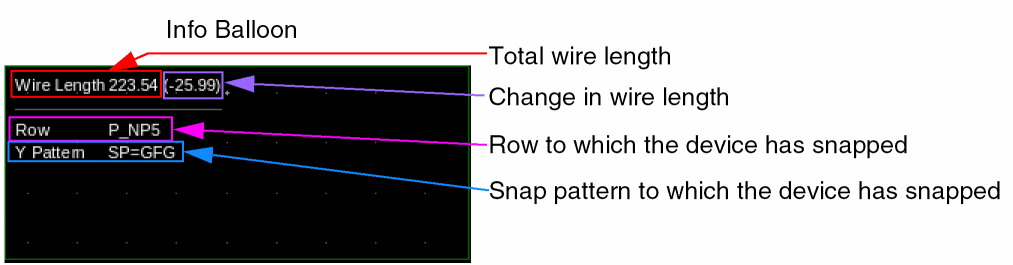 Info Balloon
Total wire length
Wire Length 223.54 (-25.99)
Change in wire length
Row P_NP5
Row to which the device has snapped
Y Pattern SP=GFG
Snap pattern to which the device has snapped